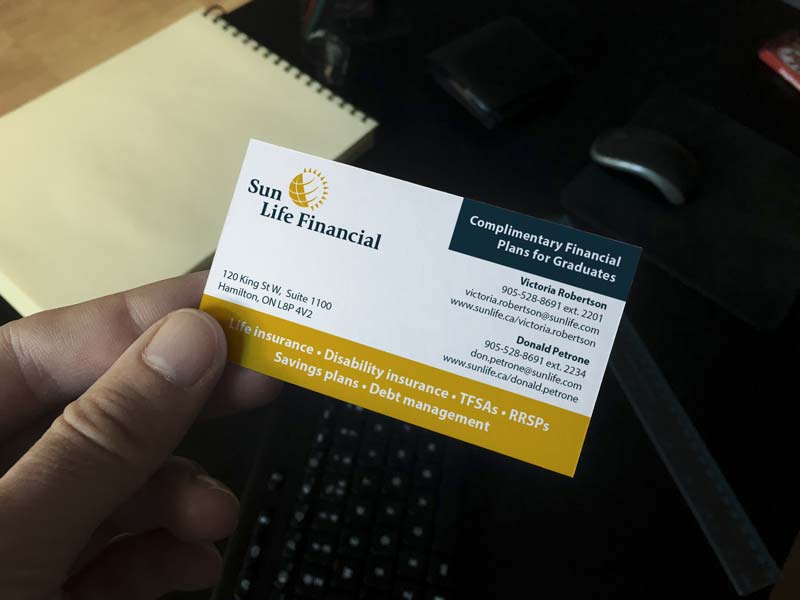 Sun
Life Financial
Complimentary Financial
Plans for Graduates
Victoria Robertson
905-528-8691 ext. 2201
victoria.robertson@sunlife.com
www.sunlife.ca/victoria.robertson
Donald Petrone
905-528-8691 ext. 2234
don.petrone@sunlife.com
www.sunlife.ca/donald.petrone
120 King St W, Suite 1100
Hamilton, ON L8P 4V2
Life insurance • Disability insurance • TFSAs • RRSPs
Savings plans • Debt management